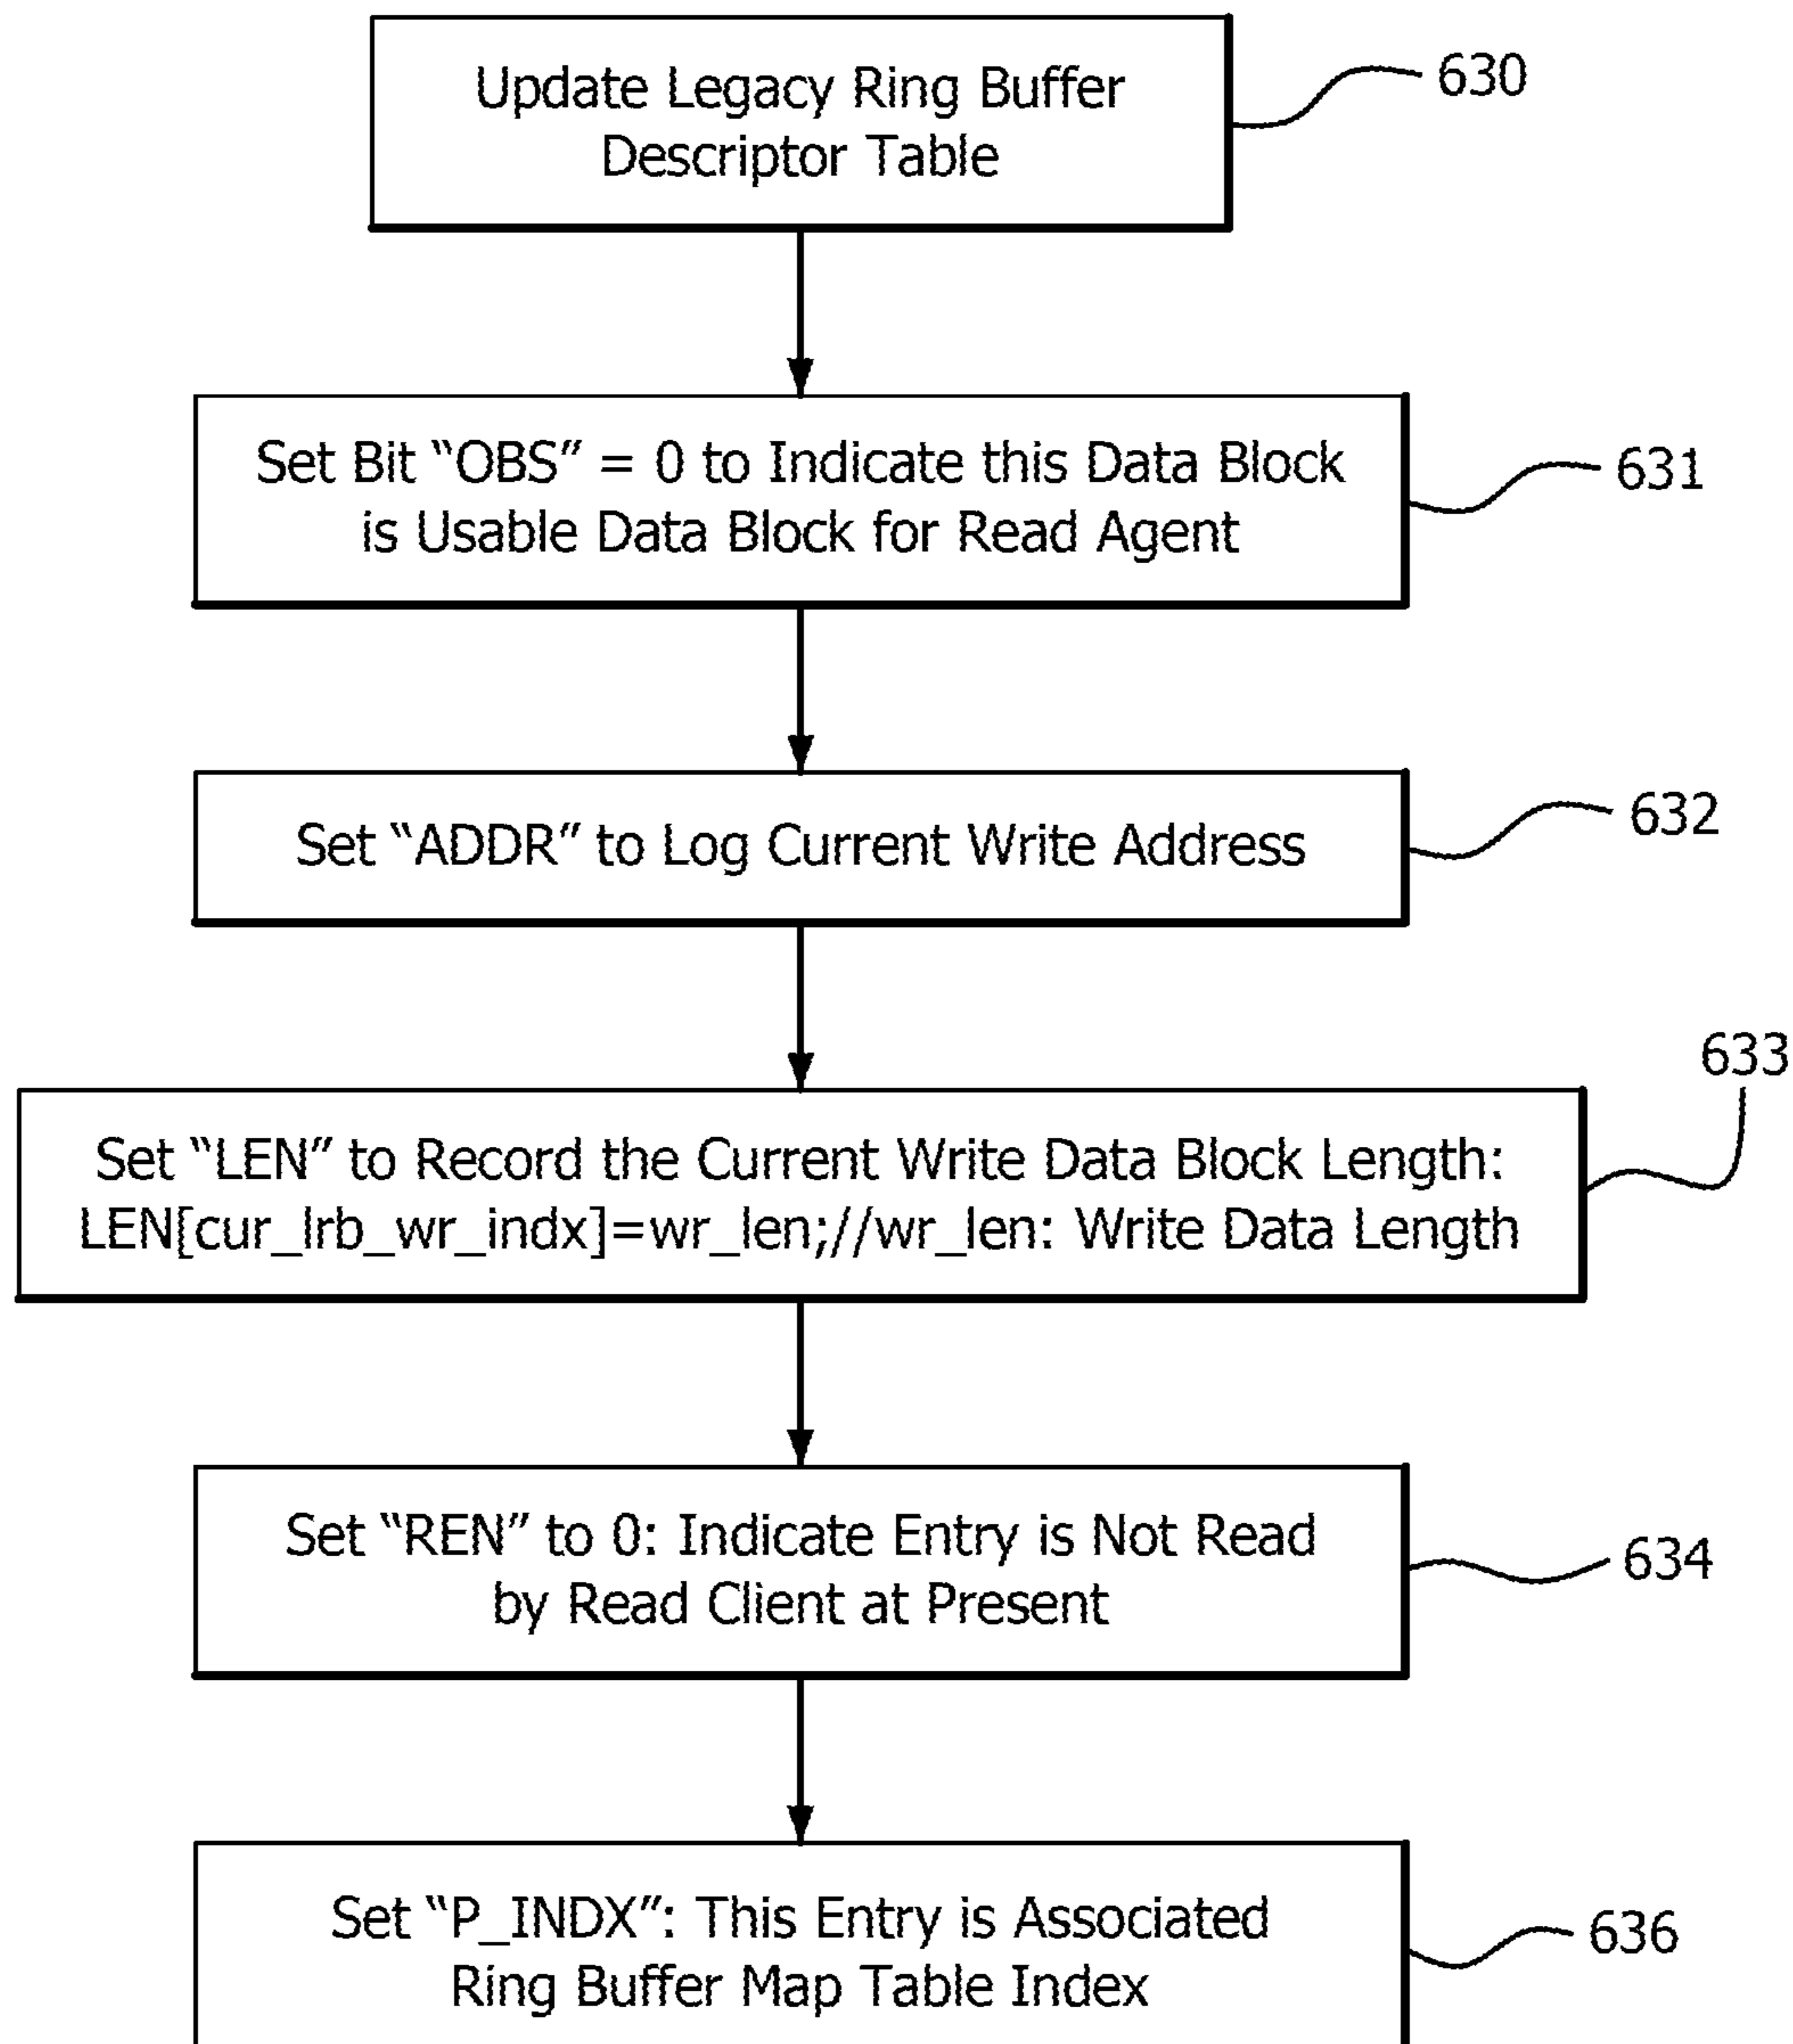 Update Legacy Ring Buffer
Descriptor Table
630
Set Bit “OBS” = 0 to Indicate this Data Block
is Usable Data Block for Read Agent
631
Set “ADDR” to Log Current Write Address
632
633
Set “LEN” to Record the Current Write Data Block Length:
LEN[cur_lrb_wr_indx]=wr_len;//wr_len: Write Data Length
Set “REN” to 0: Indicate Entry is Not Read
by Read Client at Present
634
Set “P_INDX”: This Entry is Associated
Ring Buffer Map Table Index
636